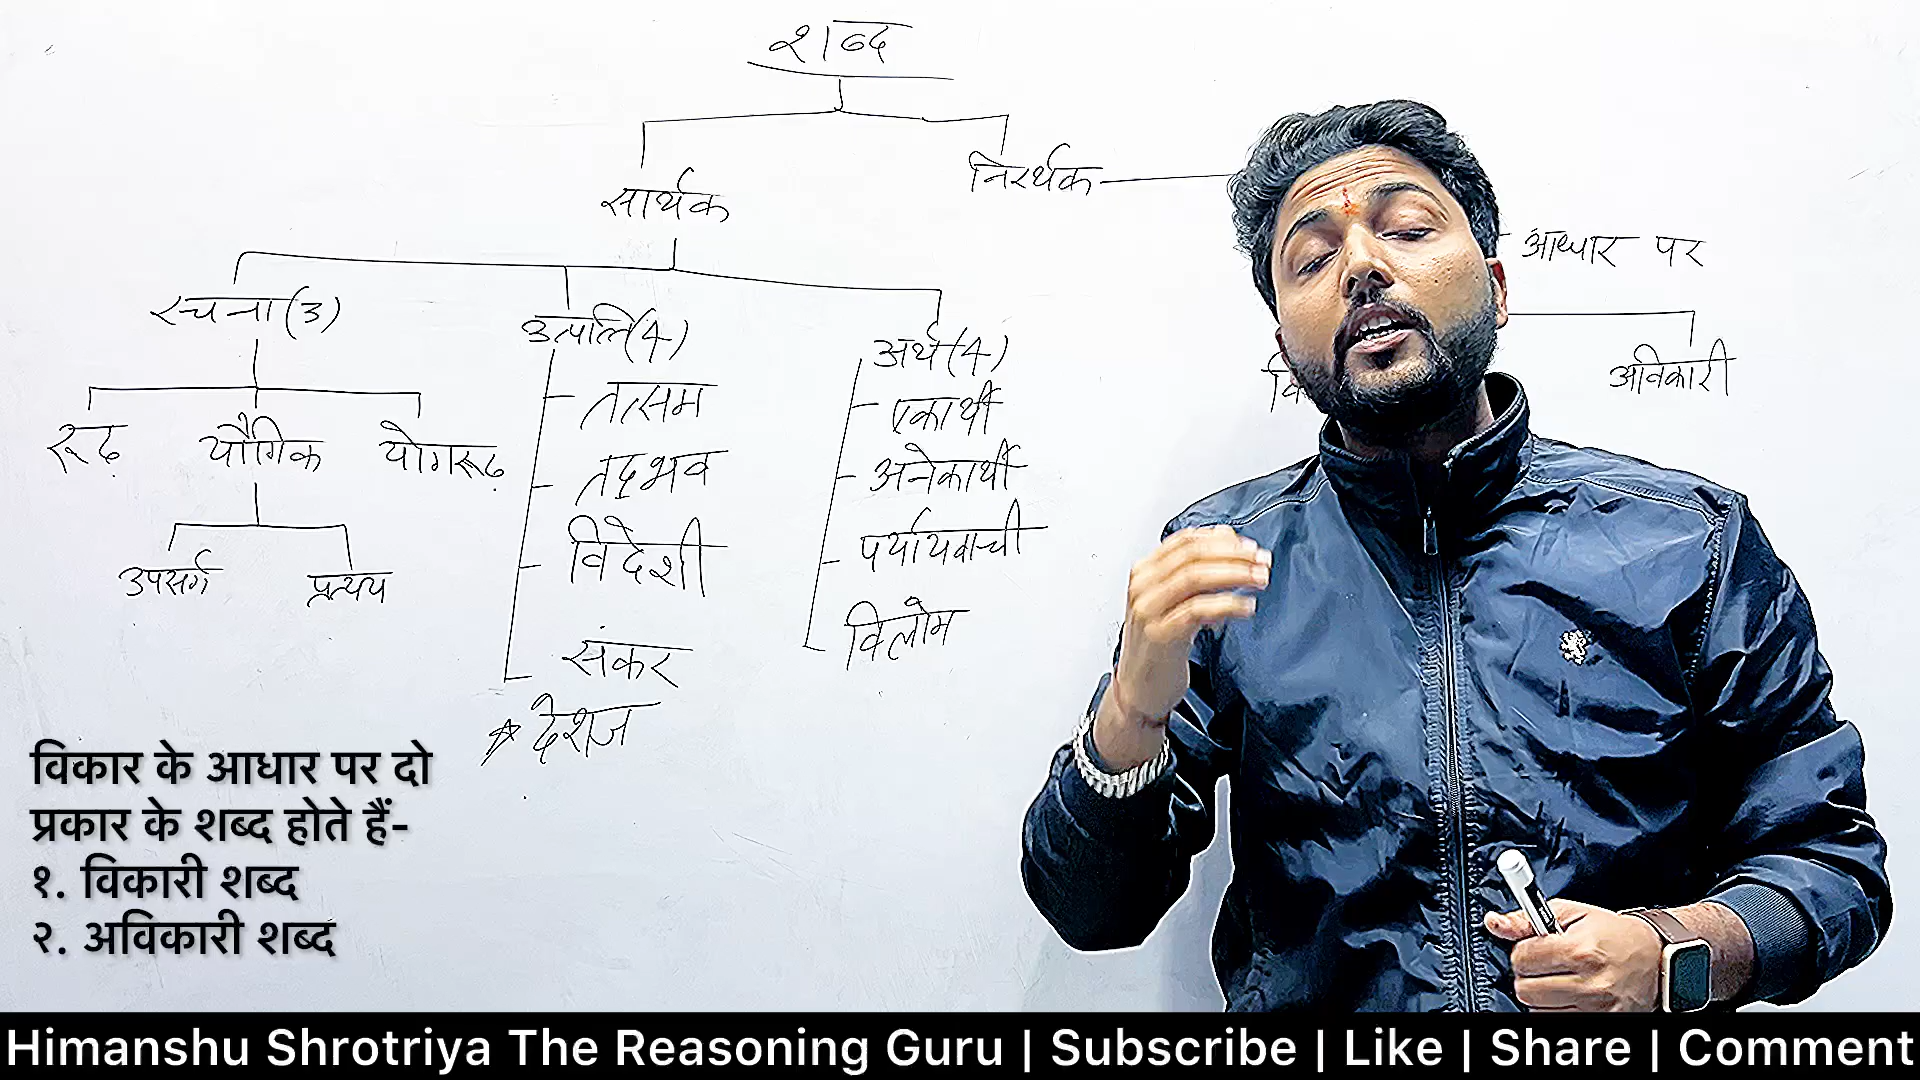 शब्द
सार्थक
निरर्थक
आधार पर
रचना(3)
उत्पत्ति(4)
अर्थ(4)
अविकारी
रूढ़
यौगिक
योगरूढ़
उपसर्ग
प्रत्यय
तत्सम
तद्भव
विदेशी
संकर
देशज
एकार्थी
अनेकार्थी
पर्यायवाची
विलोम
विकार के आधार पर दो
प्रकार के शब्द होते हैं-
१. विकारी शब्द
२. अविकारी शब्द
Himanshu Shrotriya The Reasoning Guru | Subscribe | Like | Share | Comment